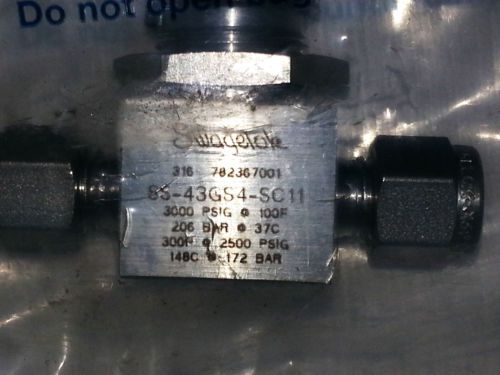 Do not open
Swagelok
316 782367001
SS-43GS4-SC11
3000 PSIG @ 100F
206 BAR @ 37C
300F @ 2500 PSIG
148C @ 172 BAR